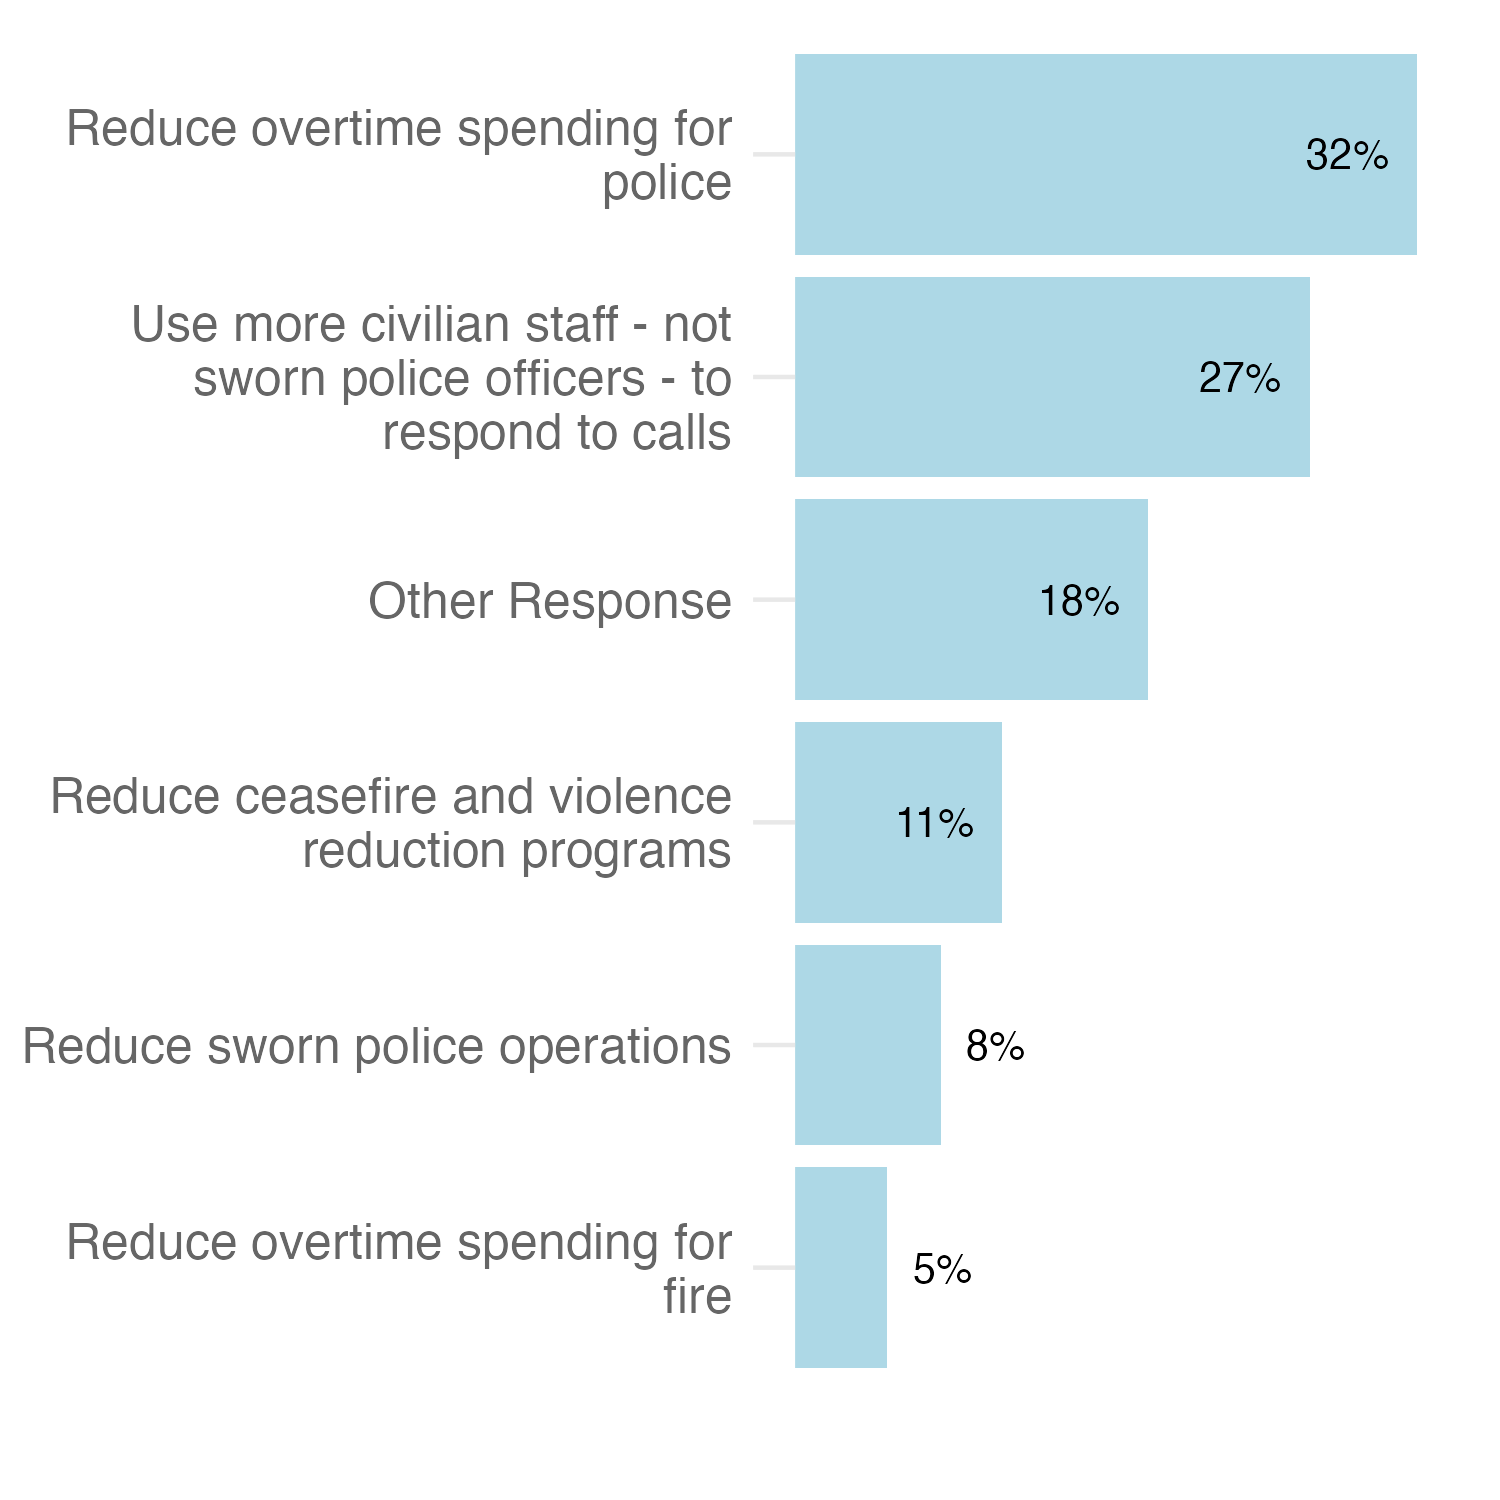 Reduce overtime spending for
police
32%
Use more civilian staff - not
sworn police officers - to
respond to calls
27%
Other Response
18%
Reduce ceasefire and violence
reduction programs
11%
Reduce sworn police operations
8%
Reduce overtime spending for
fire
5%